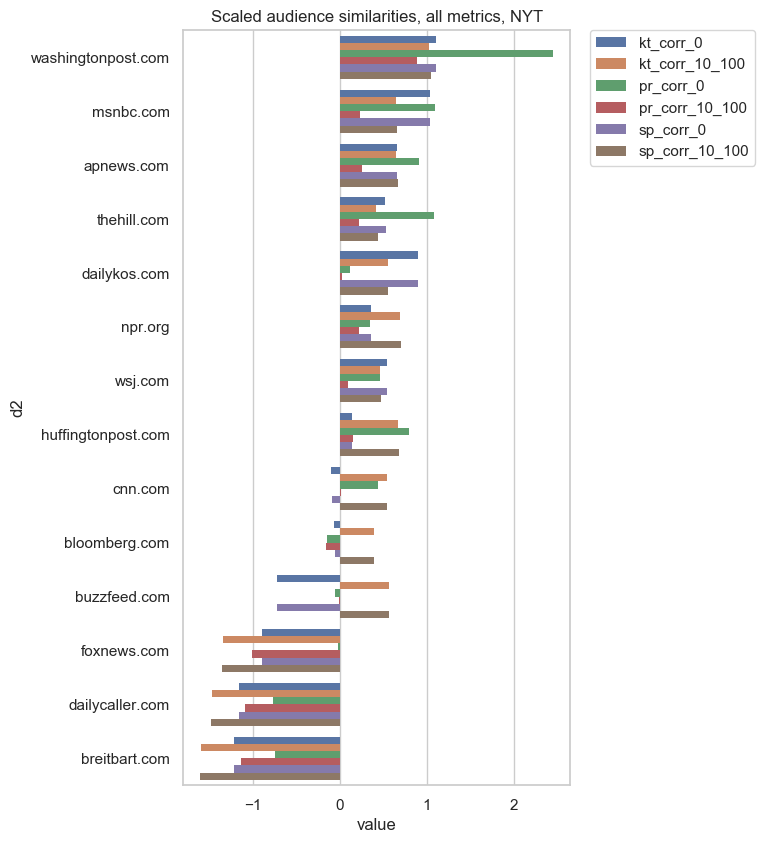 Scaled audience similarities, all metrics, NYT
kt_corr_0
kt_corr_10_100
pr_corr_0
pr_corr_10_100
sp_corr_0
sp_corr_10_100
d2
washingtonpost.com
msnbc.com
apnews.com
thehill.com
dailykos.com
npr.org
wsj.com
huffingtonpost.com
cnn.com
bloomberg.com
buzzfeed.com
foxnews.com
dailycaller.com
breitbart.com
−1 0 1 2
value